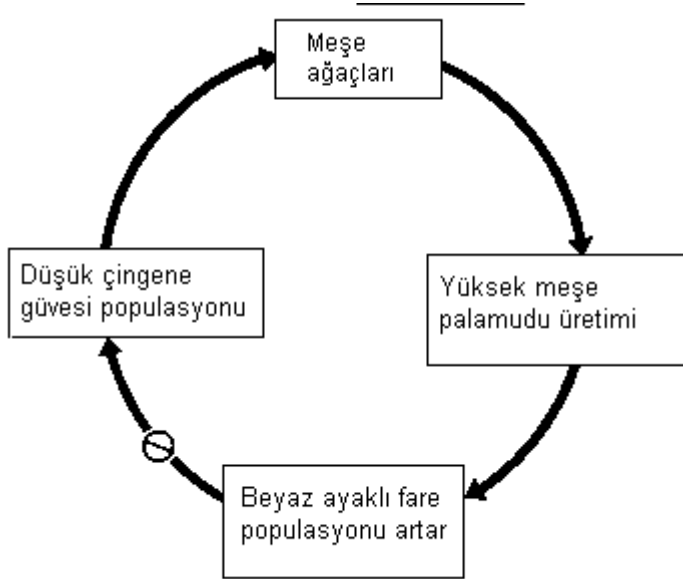 Meşe
ağaçları
Yüksek meşe
palamudu üretimi
Beyaz ayaklı fare
populasyonu artar
Düşük çingene
güvesi populasyonu